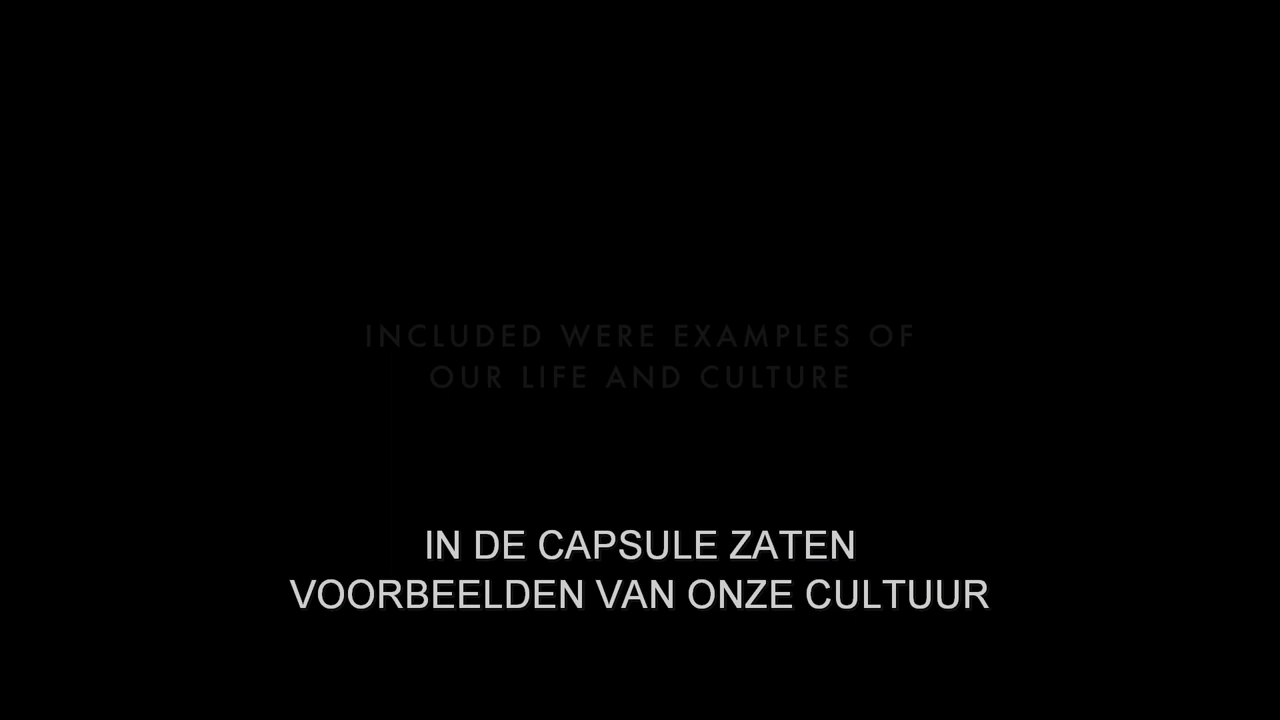 INCLUDED WERE EXAMPLES OF
OUR LIFE AND CULTURE
IN DE CAPSULE ZATEN
VOORBEELDEN VAN ONZE CULTUUR